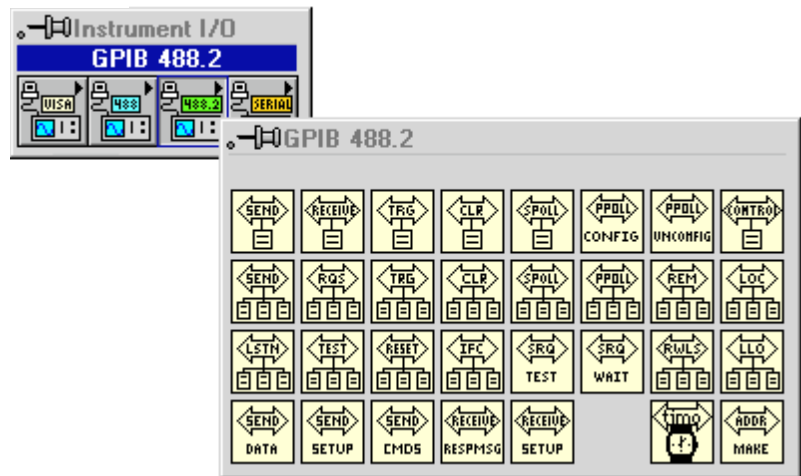 Instrument I/O
GPIB 488.2
VISA 488 488.2 SERIAL
GPIB 488.2
SEND RECEIVE TRG CLR SPOLL PPOLL PPOLL CONTROL
CONFIG UNCONFIG
SEND RQS TRG CLR SPOLL PPOLL REM LOC
LSTN TEST RESET IFC SRQ SRQ RWLS LLO
TEST WAIT
SEND SEND SEND RECEIVE RECEIVE time ADDR
DATA SETUP CMDS RESPMSG SETUP MAKE